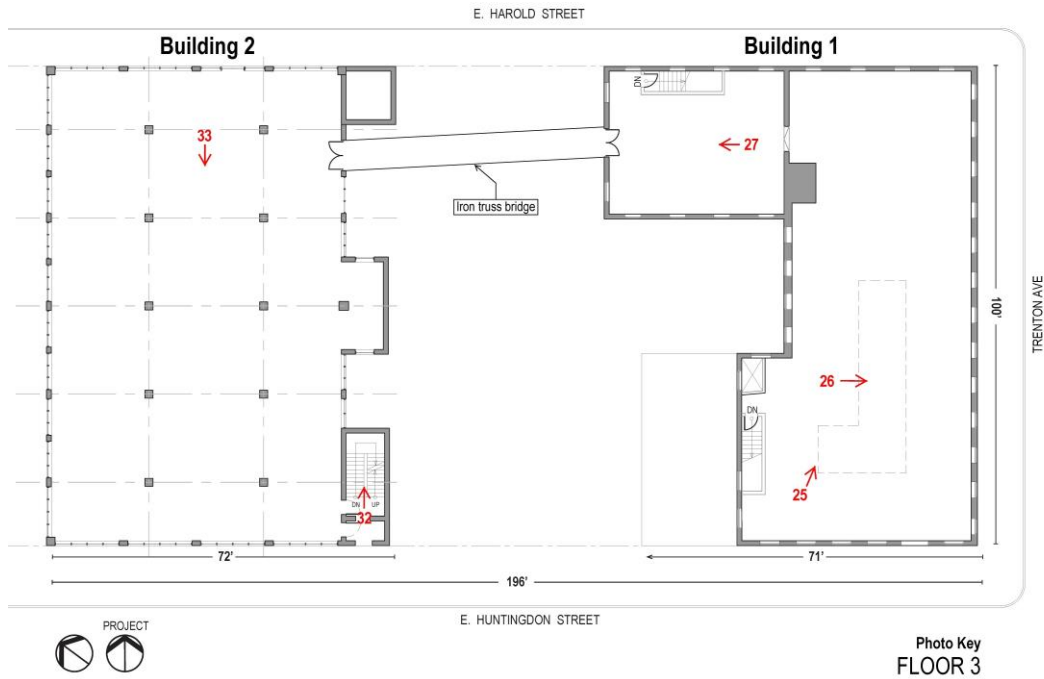 E. HAROLD STREET
Building 2
Building 1
DN
33
27
Iron truss bridge
TRENTON AVE
100'
26
DN
25
DN UP
32
72'
71'
196'
E. HUNTINGDON STREET
PROJECT
Photo Key
FLOOR 3